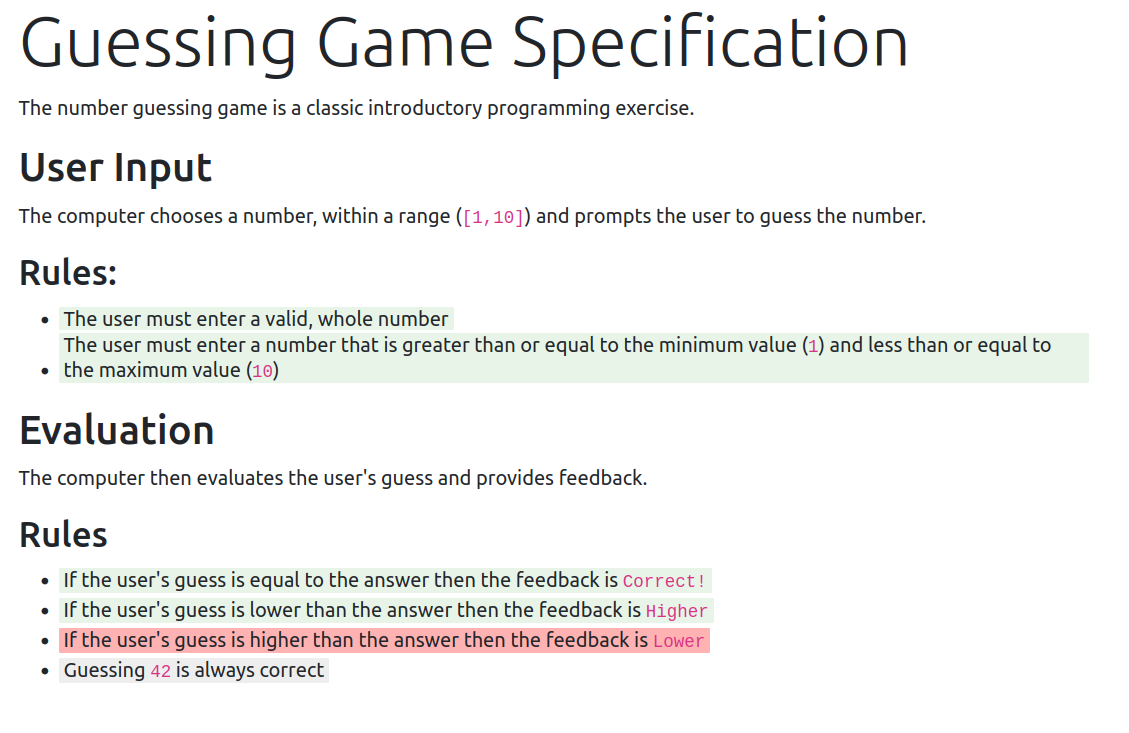 Guessing Game Specification
The number guessing game is a classic introductory programming exercise.
User Input
The computer chooses a number, within a range ([1,10]) and prompts the user to guess the number.
Rules:
The user must enter a valid, whole number
The user must enter a number that is greater than or equal to the minimum value (1) and less than or equal to
the maximum value (10)
Evaluation
The computer then evaluates the user's guess and provides feedback.
Rules
If the user's guess is equal to the answer then the feedback is Correct!
If the user's guess is lower than the answer then the feedback is Higher
If the user's guess is higher than the answer then the feedback is Lower
Guessing 42 is always correct